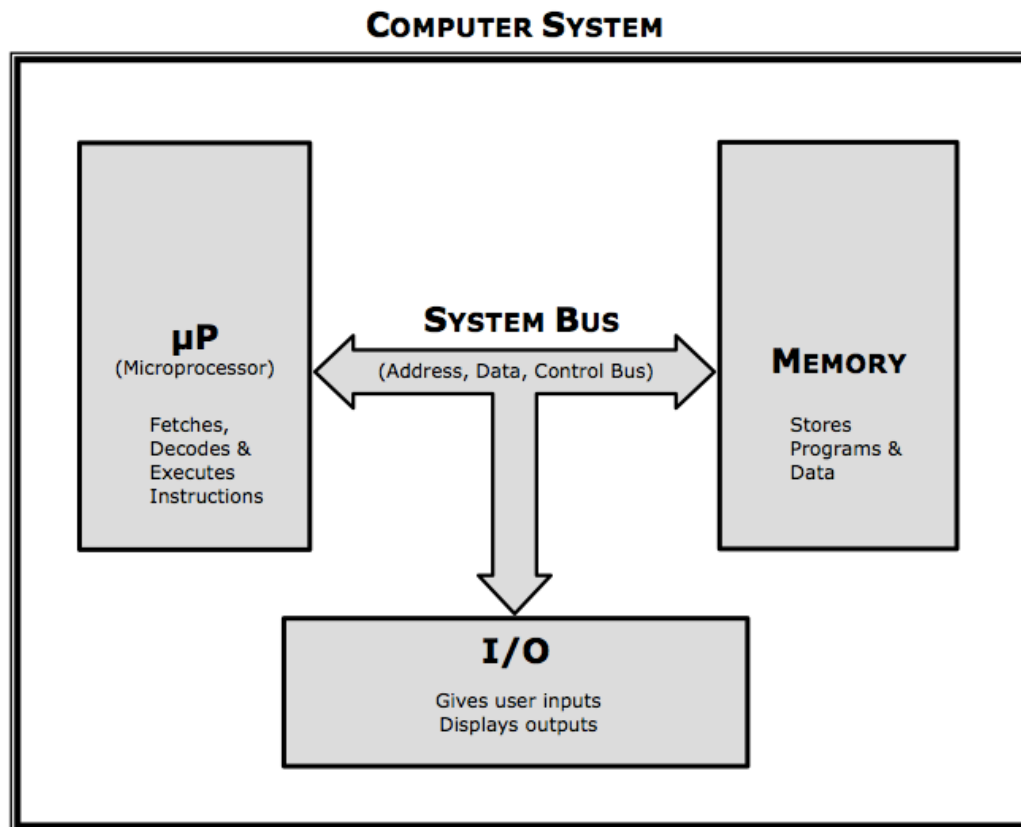 COMPUTER SYSTEM
µP
(Microprocessor)
Fetches,
Decodes &
Executes
Instructions
SYSTEM BUS
(Address, Data, Control Bus)
MEMORY
Stores
Programs &
Data
I/O
Gives user inputs
Displays outputs